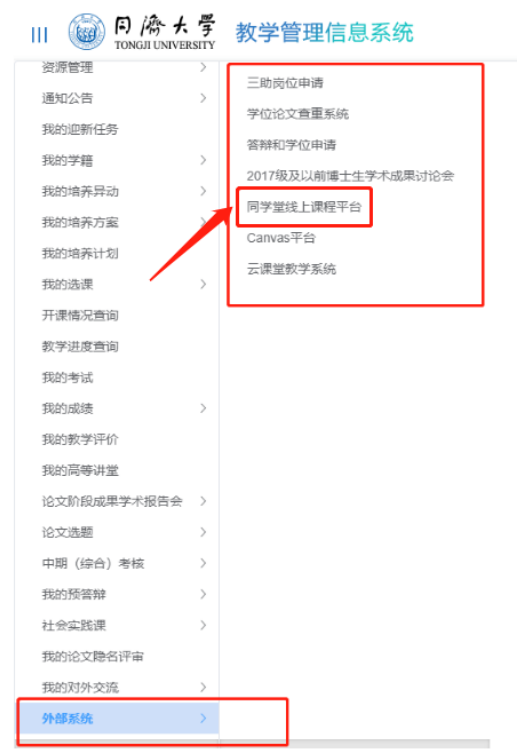 同濟大學
TONGJI UNIVERSITY
教学管理信息系统
资源管理
通知公告
我的迎新任务
我的学籍
我的培养异动
我的培养方案
我的培养计划
我的选课
开课情况查询
教学进度查询
我的考试
我的成绩
我的教学评价
我的高等讲堂
论文阶段成果学术报告会
论文选题
中期（综合）考核
我的预答辩
社会实践课
我的论文隐名评审
我的对外交流
外部系统
三助岗位申请
学位论文查重系统
答辩和学位申请
2017级及以前博士生学术成果讨论会
同学堂线上课程平台
Canvas平台
云课堂教学系统